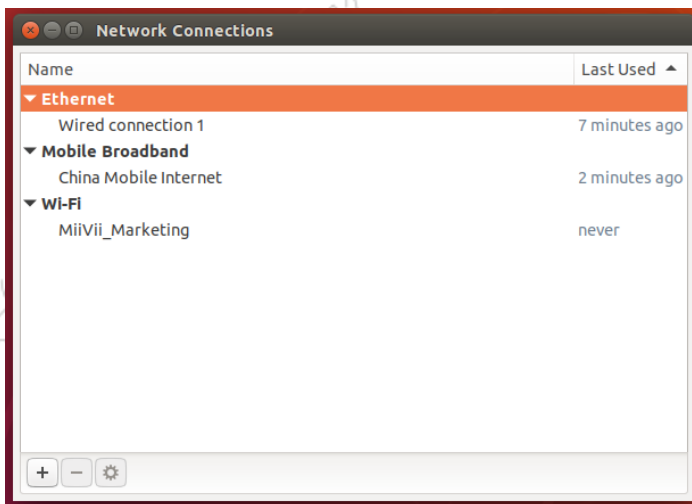 Network Connections
Name Last Used
Ethernet
Wired connection 1 7 minutes ago
Mobile Broadband
China Mobile Internet 2 minutes ago
Wi-Fi
MiiVii_Marketing never